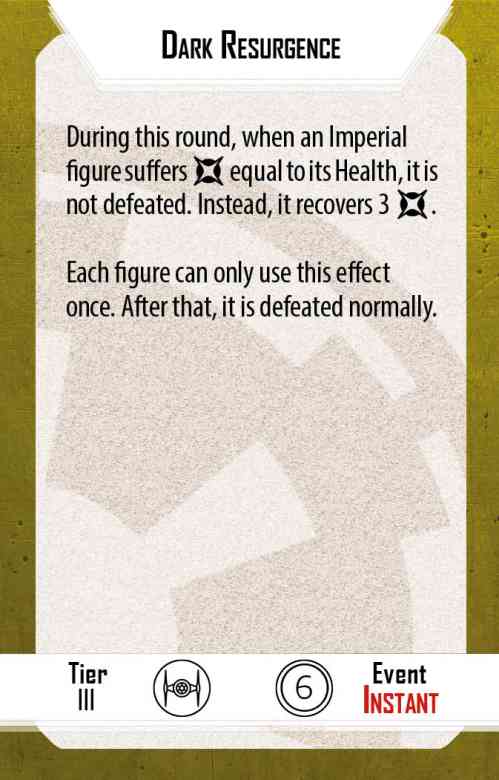 Dark Resurgence
During this round, when an Imperial
figure suffers equal to its Health, it is
not defeated. Instead, it recovers 3 .
Each figure can only use this effect
once. After that, it is defeated normally.
Tier
III
6
Event
Instant